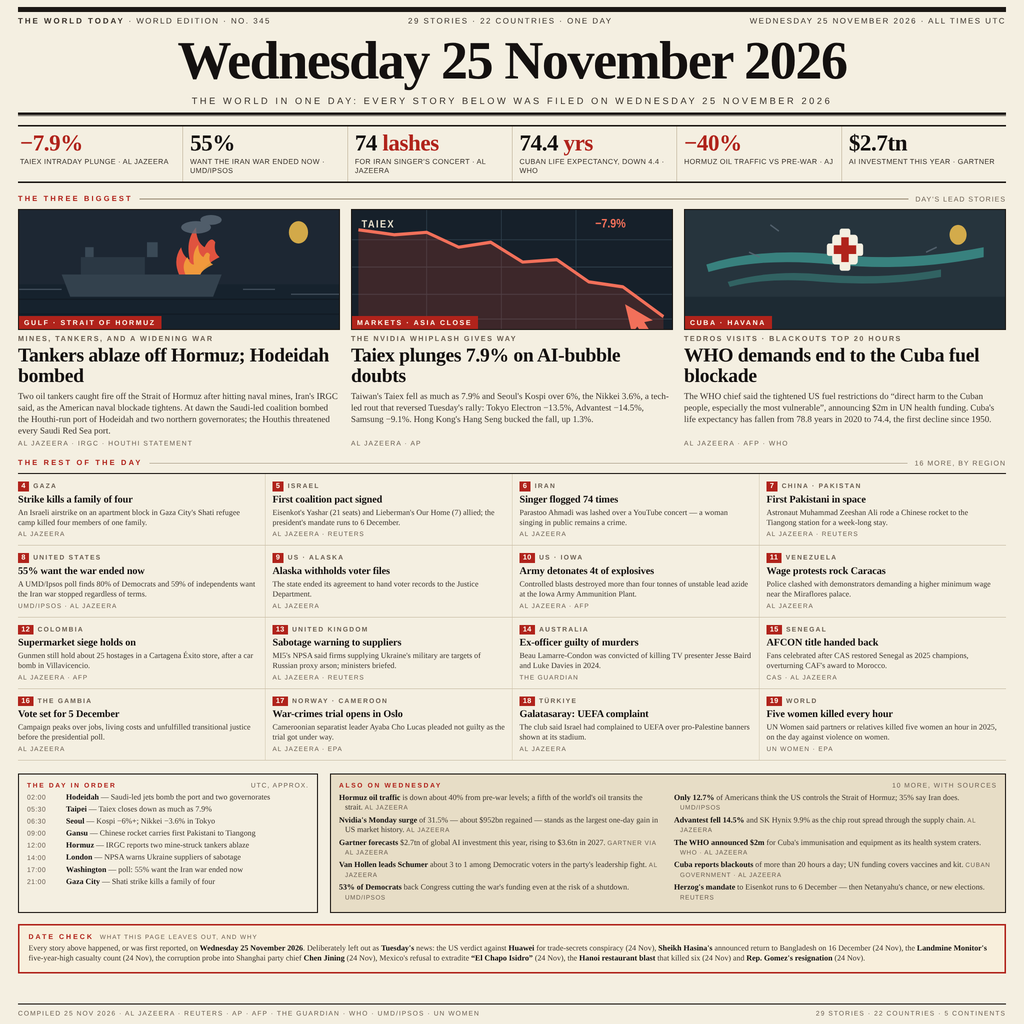 THE WORLD TODAY · WORLD EDITION · NO. 345
29 STORIES · 22 COUNTRIES · ONE DAY
WEDNESDAY 25 NOVEMBER 2026 · ALL TIMES UTC
Wednesday 25 November 2026
THE WORLD IN ONE DAY: EVERY STORY BELOW WAS FILED ON WEDNESDAY 25 NOVEMBER 2026
−7.9%
TAIEX INTRADAY PLUNGE · AL JAZEERA
55%
WANT THE IRAN WAR ENDED NOW ·
UMD/IPSOS
74 lashes
FOR IRAN SINGER'S CONCERT · AL
JAZEERA
74.4 yrs
CUBAN LIFE EXPECTANCY, DOWN 4.4 ·
WHO
−40%
HORMUZ OIL TRAFFIC VS PRE-WAR · AJ
$2.7tn
AI INVESTMENT THIS YEAR · GARTNER
THE THREE BIGGEST
DAY'S LEAD STORIES
GULF · STRAIT OF HORMUZ
MINES, TANKERS, AND A WIDENING WAR
Tankers ablaze off Hormuz; Hodeidah
bombed
Two oil tankers caught fire off the Strait of Hormuz after hitting naval mines, Iran's IRGC
said, as the American naval blockade tightens. At dawn the Saudi-led coalition bombed
the Houthi-run port of Hodeidah and two northern governorates; the Houthis threatened
every Saudi Red Sea port.
AL JAZEERA · IRGC · HOUTHI STATEMENT
TAIEX
−7.9%
MARKETS · ASIA CLOSE
THE NVIDIA WHIPLASH GIVES WAY
Taiex plunges 7.9% on AI-bubble
doubts
Taiwan's Taiex fell as much as 7.9% and Seoul's Kospi over 6%, the Nikkei 3.6%, a tech-
led rout that reversed Tuesday's rally: Tokyo Electron −13.5%, Advantest −14.5%,
Samsung −9.1%. Hong Kong's Hang Seng bucked the fall, up 1.3%.
AL JAZEERA · AP
CUBA · HAVANA
TEDROS VISITS · BLACKOUTS TOP 20 HOURS
WHO demands end to the Cuba fuel
blockade
The WHO chief said the tightened US fuel restrictions do “direct harm to the Cuban
people, especially the most vulnerable”, announcing $2m in UN health funding. Cuba's
life expectancy has fallen from 78.8 years in 2020 to 74.4, the first decline since 1950.
AL JAZEERA · AFP · WHO
THE REST OF THE DAY
16 MORE, BY REGION
4 GAZA
Strike kills a family of four
An Israeli airstrike on an apartment block in Gaza City's Shati refugee
camp killed four members of one family.
AL JAZEERA
5 ISRAEL
First coalition pact signed
Eisenkot's Yashar (21 seats) and Lieberman's Our Home (7) allied; the
president's mandate runs to 6 December.
AL JAZEERA
6 IRAN
Singer flogged 74 times
Parastoo Ahmadi was lashed over a YouTube concert — a woman
singing in public remains a crime.
AL JAZEERA
7 CHINA · PAKISTAN
First Pakistani in space
Astronaut Muhammad Zeeshan Ali rode a Chinese rocket to the
Tiangong station for a week-long stay.
AL JAZEERA · REUTERS
8 UNITED STATES
55% want the war ended now
A UMD/Ipsos poll finds 80% of Democrats and 59% of independents want
the Iran war stopped regardless of terms.
UMD/IPSOS · AL JAZEERA
9 US · ALASKA
Alaska withholds voter files
The state ended its agreement to hand voter records to the Justice
Department.
AL JAZEERA
10 US · IOWA
Army detonates 4t of explosives
Controlled blasts destroyed more than four tonnes of unstable lead azide
at the Iowa Army Ammunition Plant.
AL JAZEERA · AFP
11 VENEZUELA
Wage protests rock Caracas
Police clashed with demonstrators demanding a higher minimum wage
near the Miraflores palace.
AL JAZEERA
12 COLOMBIA
Supermarket siege holds on
Gunmen still hold about 25 hostages in a Cartagena Éxito store, after a car
bomb in Villavicencio.
AL JAZEERA · AFP
13 UNITED KINGDOM
Sabotage warning to suppliers
MI5's NPSA said firms supplying Ukraine's military are targets of
Russian proxy arson; ministers briefed.
AL JAZEERA · REUTERS
14 AUSTRALIA
Ex-officer guilty of murders
Beau Lamarre-Condon was convicted of killing TV presenter Jesse Baird
and Luke Davies in 2024.
THE GUARDIAN
15 SENEGAL
AFCON title handed back
Fans celebrated after CAS restored Senegal as 2025 champions,
overturning CAF's award to Morocco.
CAS · AL JAZEERA
16 THE GAMBIA
Vote set for 5 December
Campaign peaks over jobs, living costs and unfulfilled transitional justice
before the presidential poll.
AL JAZEERA
17 NORWAY · CAMEROON
War-crimes trial opens in Oslo
Cameroonian separatist leader Ayaba Cho Lucas pleaded not guilty as the
trial got under way.
AL JAZEERA · EPA
18 TÜRKIYE
Galatasaray: UEFA complaint
The club said Israel had complained to UEFA over pro-Palestine banners
shown at its stadium.
AL JAZEERA
19 WORLD
Five women killed every hour
UN Women said partners or relatives killed five women an hour in 2025,
on the day against violence on women.
UN WOMEN · EPA
THE DAY IN ORDER
UTC, APPROX.
02:00 Hodeidah — Saudi-led jets bomb the port and two governorates
05:30 Taipei — Taiex closes down as much as 7.9%
06:30 Seoul — Kospi −6%+; Nikkei −3.6% in Tokyo
09:00 Gansu — Chinese rocket carries first Pakistani to Tiangong
12:00 Hormuz — IRGC reports two mine-struck tankers ablaze
14:00 London — NPSA warns Ukraine suppliers of sabotage
17:00 Washington — poll: 55% want the Iran war ended now
21:00 Gaza City — Shati strike kills a family of four
ALSO ON WEDNESDAY
10 MORE, WITH SOURCES
Hormuz oil traffic is down about 40% from pre-war levels; a fifth of the world's oil transits the
strait. AL JAZEERA
Nvidia's Monday surge of 31.5% — about $952bn regained — stands as the largest one-day gain in
US market history. AL JAZEERA
Gartner forecasts $2.7tn of global AI investment this year, rising to $3.6tn in 2027. GARTNER VIA
AL JAZEERA
Van Hollen leads Schumer about 3 to 1 among Democratic voters in the party's leadership fight. AL
JAZEERA
53% of Democrats back Congress cutting the war's funding even at the risk of a shutdown.
UMD/IPSOS
Only 12.7% of Americans think the US controls the Strait of Hormuz; 35% say Iran does.
UMD/IPSOS
Advantest fell 14.5% and SK Hynix 9.9% as the chip rout spread through the supply chain. AL
JAZEERA
The WHO announced $2m for Cuba's immunisation and equipment as its health system craters.
WHO · AL JAZEERA
Cuba reports blackouts of more than 20 hours a day; UN funding covers vaccines and kit. CUBAN
GOVERNMENT · AL JAZEERA
Herzog's mandate to Eisenkot runs to 6 December — then Netanyahu's chance, or new elections.
REUTERS
DATE CHECK WHAT THIS PAGE LEAVES OUT, AND WHY
Every story above happened, or was first reported, on Wednesday 25 November 2026. Deliberately left out as Tuesday's news: the US verdict against Huawei for trade-secrets conspiracy (24 Nov), Sheikh Hasina's announced return to Bangladesh on 16 December (24 Nov), the Landmine Monitor's
five-year-high casualty count (24 Nov), the corruption probe into Shanghai party chief Chen Jining (24 Nov), Mexico's refusal to extradite “El Chapo Isidro” (24 Nov), the Hanoi restaurant blast that killed six (24 Nov) and Rep. Gomez's resignation (24 Nov).
COMPILED 25 NOV 2026 · AL JAZEERA · REUTERS · AP · AFP · THE GUARDIAN · WHO · UMD/IPSOS · UN WOMEN
29 STORIES · 22 COUNTRIES · 5 CONTINENTS